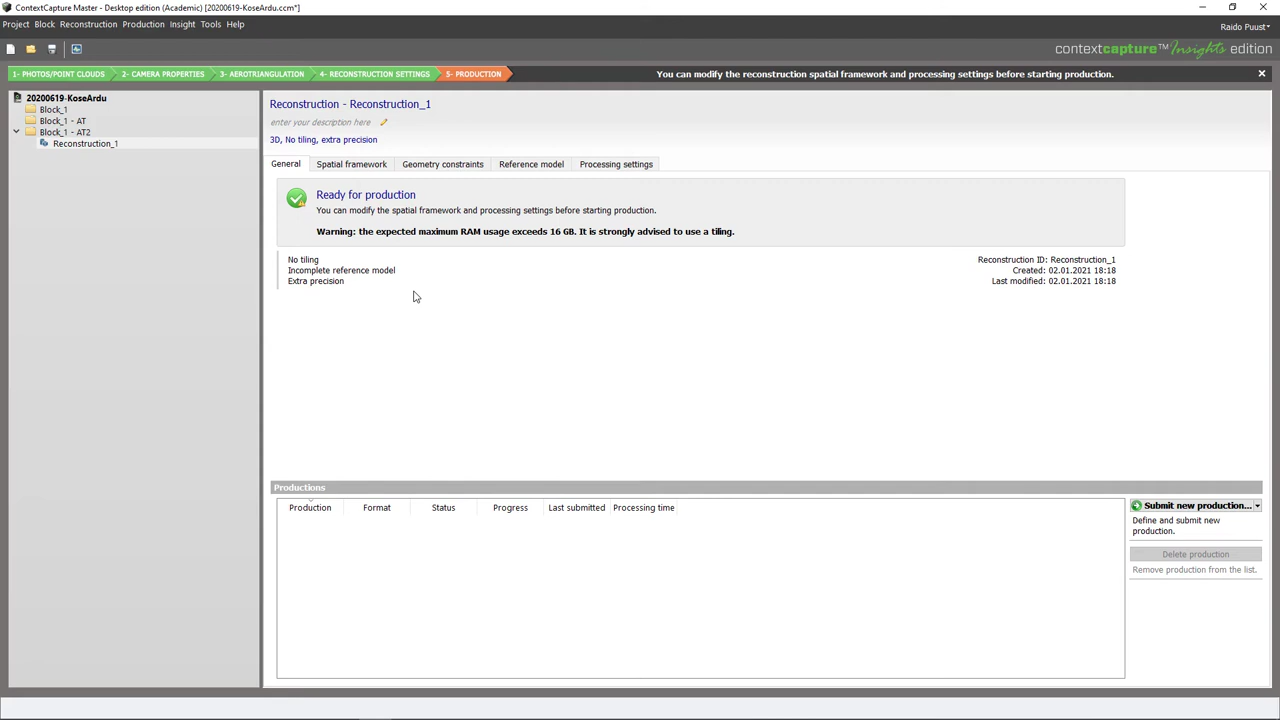 ContextCapture Master - Desktop edition (Academic) [20200619-KoseArdu.ccm*]
Project Block Reconstruction Production Insight Tools Help
Raido Puust
contextcapture™ Insights edition
1- PHOTOS/POINT CLOUDS 2- CAMERA PROPERTIES 3- AEROTRIANGULATION 4- RECONSTRUCTION SETTINGS 5- PRODUCTION You can modify the reconstruction spatial framework and processing settings before starting production.
20200619-KoseArdu
Block_1
Block_1 - AT
Block_1 - AT2
Reconstruction_1
Reconstruction - Reconstruction_1
enter your description here
3D, No tiling, extra precision
General Spatial framework Geometry constraints Reference model Processing settings
Ready for production
You can modify the spatial framework and processing settings before starting production.
Warning: the expected maximum RAM usage exceeds 16 GB. It is strongly advised to use a tiling.
No tiling
Incomplete reference model
Extra precision
Reconstruction ID: Reconstruction_1
Created: 02.01.2021 18:18
Last modified: 02.01.2021 18:18
Productions
Production Format Status Progress Last submitted Processing time
Submit new production...
Define and submit new
production.
Delete production
Remove production from the list.